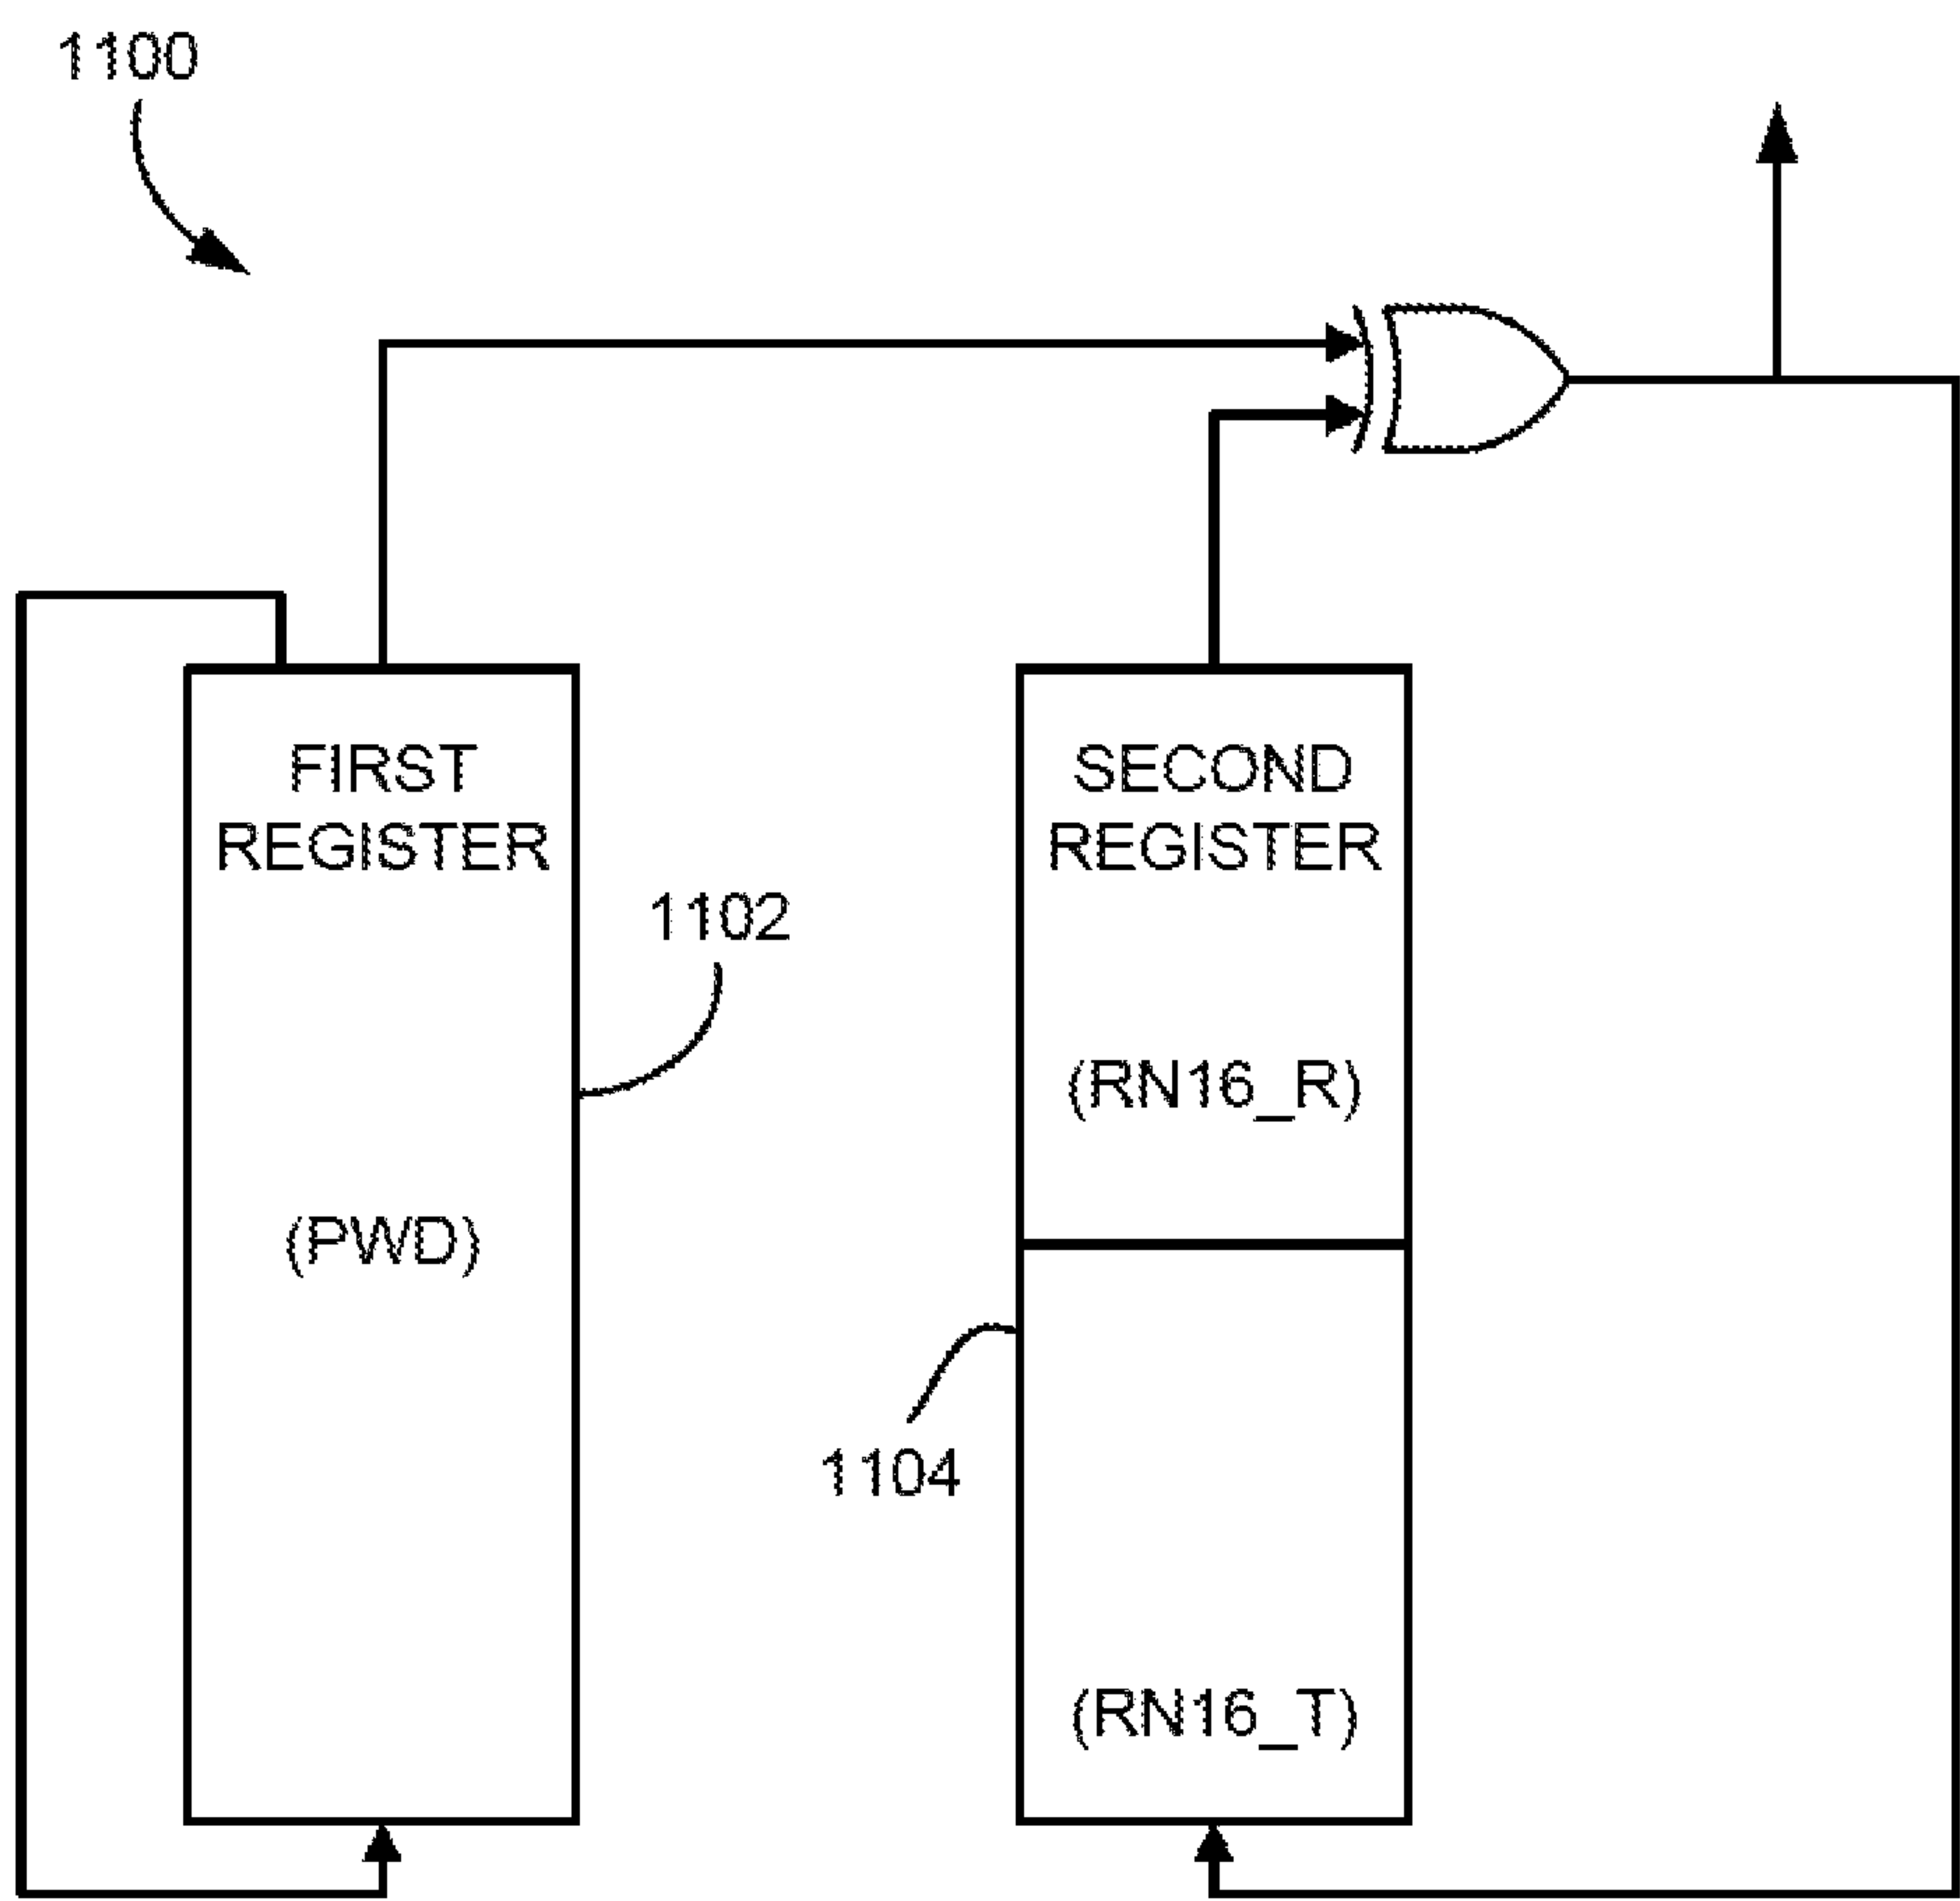 1100
FIRST
REGISTER
1102
(PWD)
SECOND
REGISTER
(RN16_R)
1104
(RN16_T)